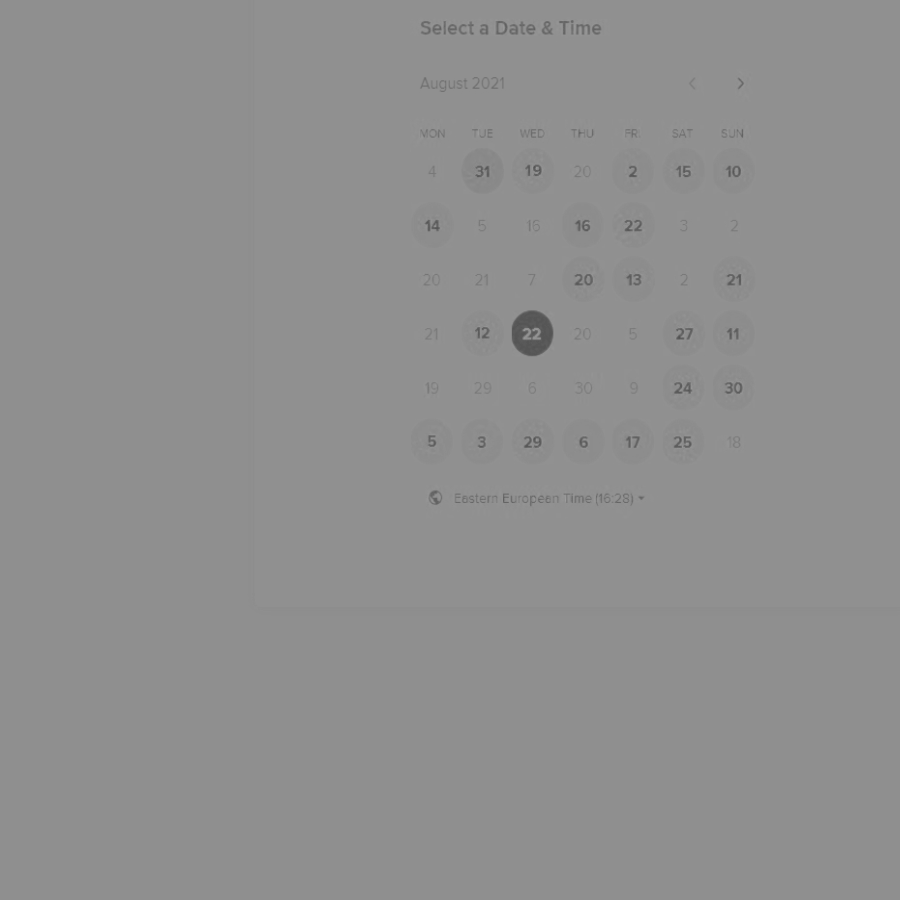 Select a Date & Time
August 2021
MON TUE WED THU FRI SAT SUN
4 31 19 20 2 15 10
14 5 16 16 22 3 2
20 21 7 20 13 2 21
21 12 22 20 5 27 11
19 29 6 30 9 24 30
5 3 29 6 17 25 18
Eastern European Time (16:28)